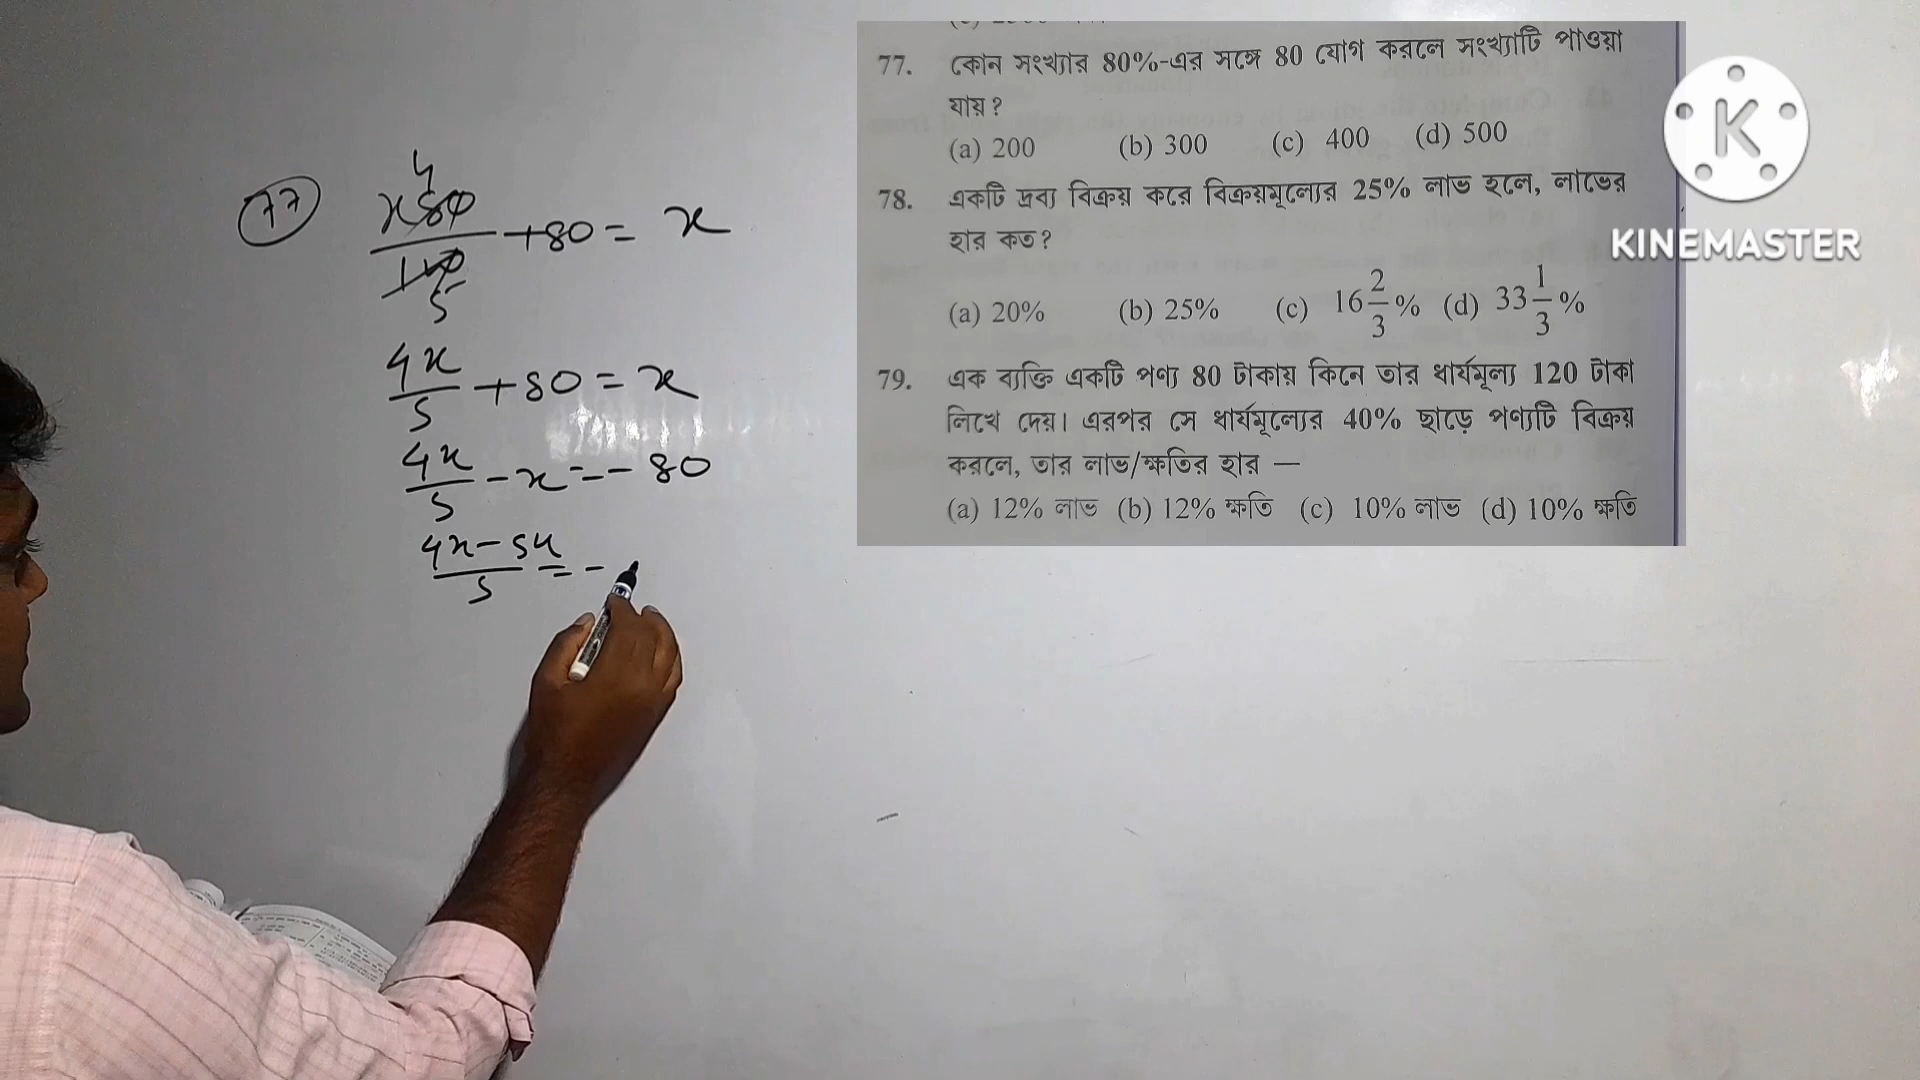 77
x80/100 + 80 = x
4
5
4x/5 + 80 = x
4x/5 - x = - 80
4x - 5x/5 = -
77. কোন সংখ্যার 80%-এর সঙ্গে 80 যোগ করলে সংখ্যাটি পাওয়া
যায়?
(a) 200 (b) 300 (c) 400 (d) 500
78. একটি দ্রব্য বিক্রয় করে বিক্রয়মূল্যের 25% লাভ হলে, লাভের
হার কত?
(a) 20% (b) 25% (c) 16 2/3 % (d) 33 1/3 %
79. এক ব্যক্তি একটি পণ্য 80 টাকায় কিনে তার ধার্যমূল্য 120 টাকা
লিখে দেয়। এরপর সে ধার্যমূল্যের 40% ছাড়ে পণ্যটি বিক্রয়
করলে, তার লাভ/ক্ষতির হার —
(a) 12% লাভ (b) 12% ক্ষতি (c) 10% লাভ (d) 10% ক্ষতি
K
KINEMASTER